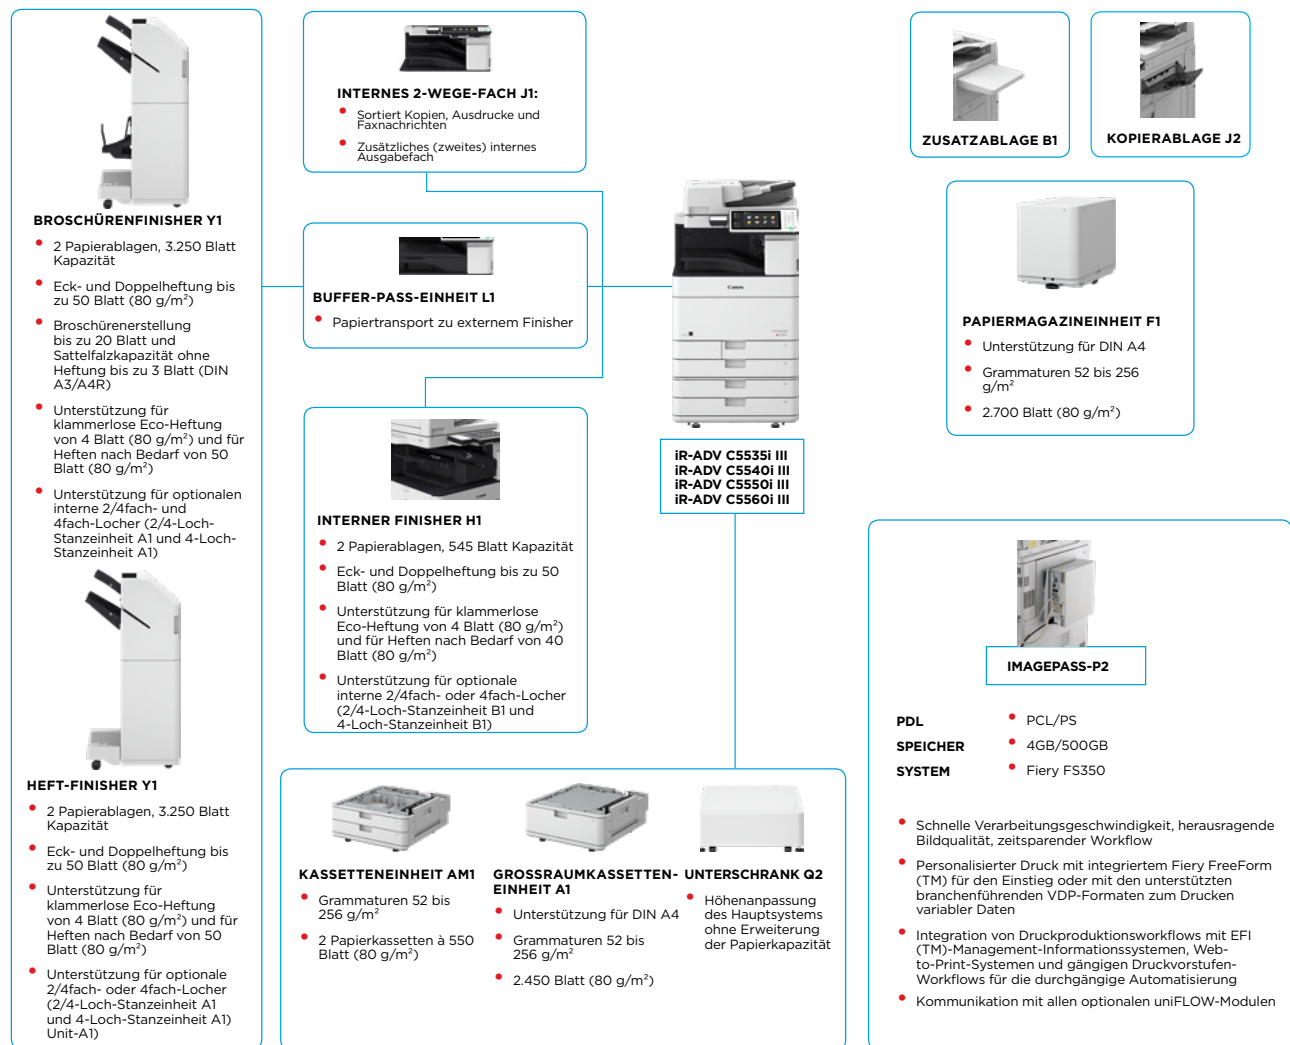 BROSCHÜRENFINISHER Y1
2 Papierablagen, 3.250 Blatt
Kapazität
Eck- und Doppelheftung bis
zu 50 Blatt (80 g/m²)
Broschürenerstellung
bis zu 20 Blatt und
Sattelfalzkapazität ohne
Heftung bis zu 3 Blatt (DIN
A3/A4R)
Unterstützung für
klammerlose Eco-Heftung
von 4 Blatt (80 g/m²) und für
Heften nach Bedarf von 50
Blatt (80 g/m²)
Unterstützung für optionalen
interne 2/4fach- und
4fach-Locher (2/4-Loch-
Stanzeinheit A1 und 4-Loch-
Stanzeinheit A1)
HEFT-FINISHER Y1
2 Papierablagen, 3.250 Blatt
Kapazität
Eck- und Doppelheftung bis
zu 50 Blatt (80 g/m²)
Unterstützung für
klammerlose Eco-Heftung
von 4 Blatt (80 g/m²) und für
Heften nach Bedarf von 50
Blatt (80 g/m²)
Unterstützung für optionale
2/4fach- oder 4fach-Locher
(2/4-Loch-Stanzeinheit A1
und 4-Loch-Stanzeinheit A1)
Unit-A1)
INTERNES 2-WEGE-FACH J1:
Sortiert Kopien, Ausdrucke und
Faxnachrichten
Zusätzliches (zweites) internes
Ausgabefach
BUFFER-PASS-EINHEIT L1
Papiertransport zu externem Finisher
INTERNER FINISHER H1
2 Papierablagen, 545 Blatt Kapazität
Eck- und Doppelheftung bis zu 50
Blatt (80 g/m²)
Unterstützung für klammerlose
Eco-Heftung von 4 Blatt (80 g/m²)
und für Heften nach Bedarf von 40
Blatt (80 g/m²)
Unterstützung für optionale
interne 2/4fach- oder 4fach-Locher
(2/4-Loch-Stanzeinheit B1 und
4-Loch-Stanzeinheit B1)
Canon
iR-ADV C5535i III
iR-ADV C5540i III
iR-ADV C5550i III
iR-ADV C5560i III
KASSETTENEINHEIT AM1
Grammaturen 52 bis
256 g/m²
2 Papierkassetten à 550
Blatt (80 g/m²)
GROSSRAUMKASSETTEN-
EINHEIT A1
Unterstützung für DIN A4
Grammaturen 52 bis
256 g/m²
2.450 Blatt (80 g/m²)
UNTERSCHRANK Q2
Höhenanpassung
des Hauptsystems
ohne Erweiterung
der Papierkapazität
ZUSATZABLAGE B1
KOPIERABLAGE J2
PAPIERMAGAZINEINHEIT F1
Unterstützung für DIN A4
Grammaturen 52 bis 256
g/m²
2.700 Blatt (80 g/m²)
IMAGEPASS-P2
PDL PCL/PS
SPEICHER 4GB/500GB
SYSTEM Fiery FS350
Schnelle Verarbeitungsgeschwindigkeit, herausragende
Bildqualität, zeitsparender Workflow
Personalisierter Druck mit integriertem Fiery FreeForm
(TM) für den Einstieg oder mit den unterstützten
branchenführenden VDP-Formaten zum Drucken
variabler Daten
Integration von Druckproduktionsworkflows mit EFI
(TM)-Management-Informationssystemen, Web-
to-Print-Systemen und gängigen Druckvorstufen-
Workflows für die durchgängige Automatisierung
Kommunikation mit allen optionalen uniFLOW-Modulen